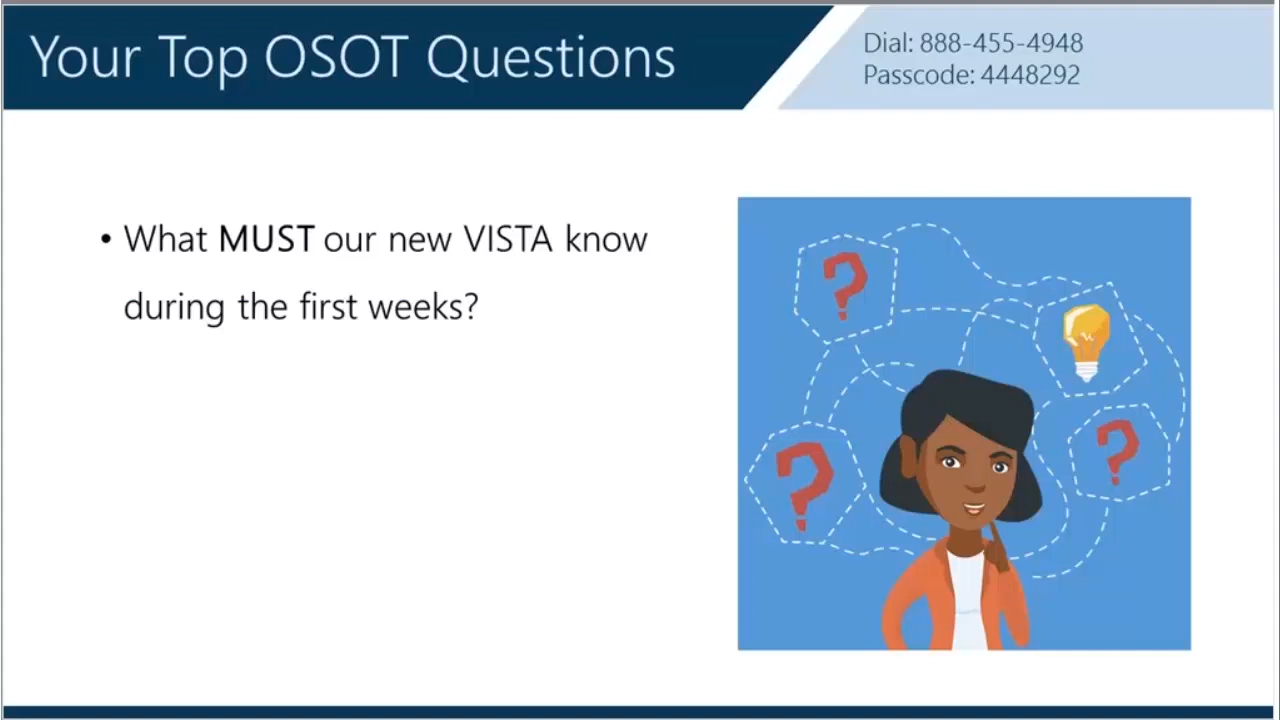 Your Top OSOT Questions
Dial: 888-455-4948
Passcode: 4448292
• What MUST our new VISTA know
during the first weeks?